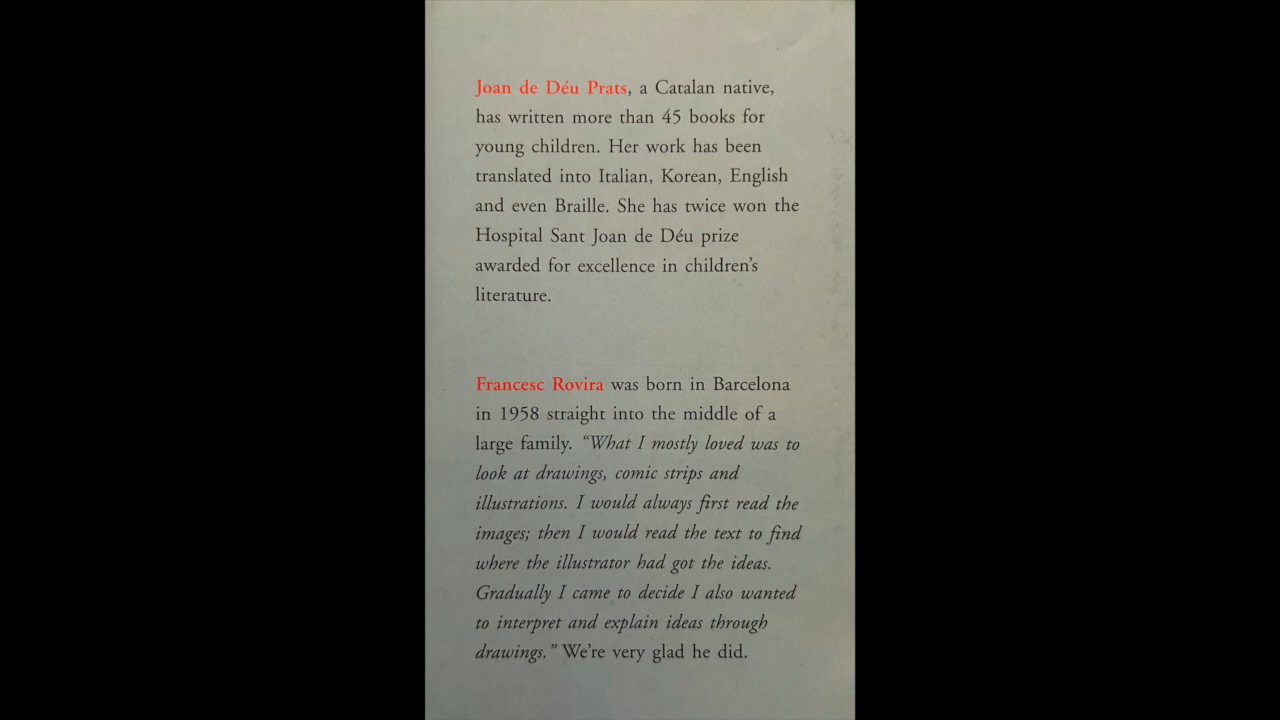 Joan de Déu Prats, a Catalan native,
has written more than 45 books for
young children. Her work has been
translated into Italian, Korean, English
and even Braille. She has twice won the
Hospital Sant Joan de Déu prize
awarded for excellence in children's
literature.
Francesc Rovira was born in Barcelona
in 1958 straight into the middle of a
large family. “What I mostly loved was to
look at drawings, comic strips and
illustrations. I would always first read the
images; then I would read the text to find
where the illustrator had got the ideas.
Gradually I came to decide I also wanted
to interpret and explain ideas through
drawings.” We're very glad he did.